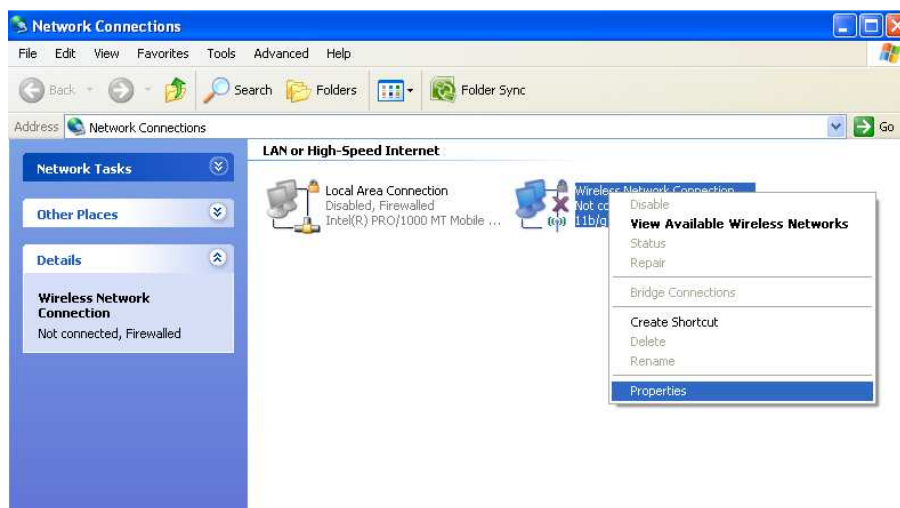 Network Connections
File Edit View Favorites Tools Advanced Help
Back Search Folders Folder Sync
Address Network Connections Go
Network Tasks
Other Places
Details
Wireless Network
Connection
Not connected, Firewalled
LAN or High-Speed Internet
Local Area Connection
Disabled, Firewalled
Intel(R) PRO/1000 MT Mobile ...
Wireless Network Connection
Not co
11b/g
Disable
View Available Wireless Networks
Status
Repair
Bridge Connections
Create Shortcut
Delete
Rename
Properties